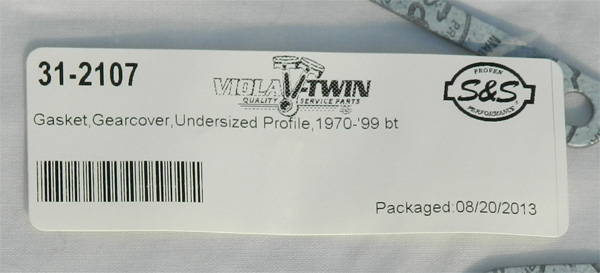 31-2107
VIOLA V-TWIN
QUALITY SERVICE PARTS
PROVEN
S&S
PERFORMANCE
Gasket,Gearcover,Undersized Profile,1970-'99 bt
Packaged:08/20/2013